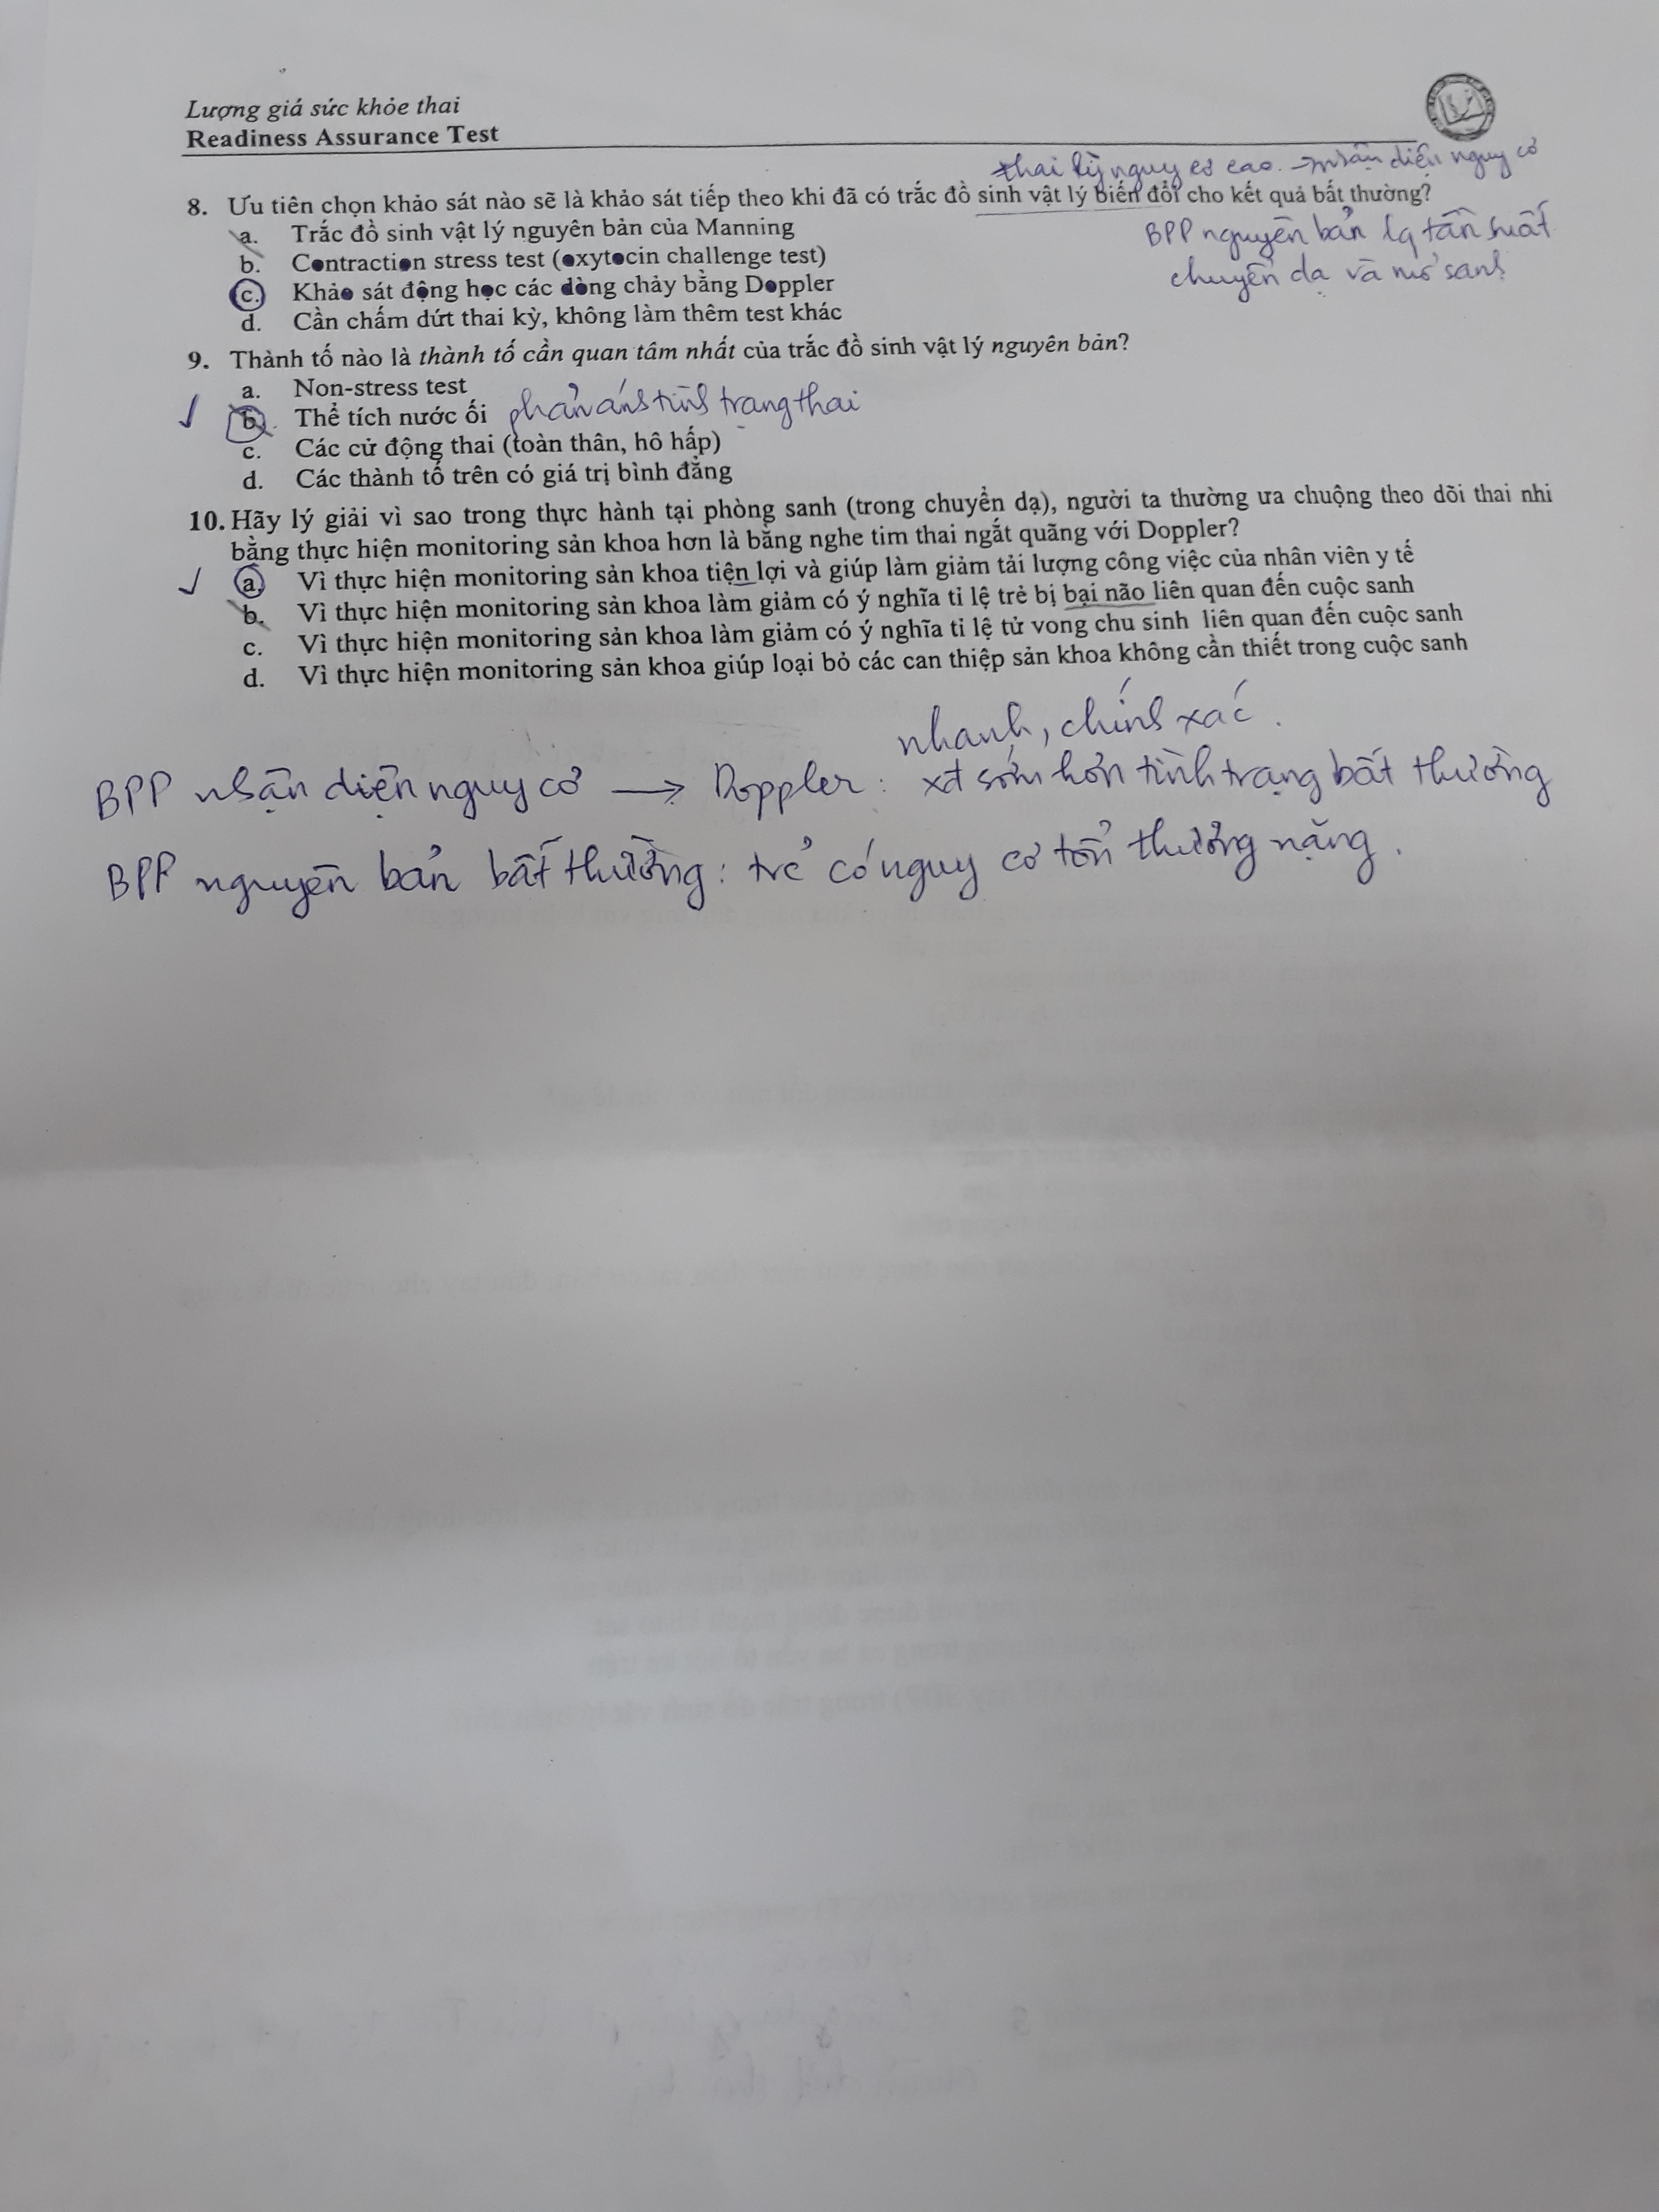 Lượng giá sức khỏe thai
Readiness Assurance Test
thai kỳ nguy cơ cao. → nhận diện nguy cơ
8. Ưu tiên chọn khảo sát nào sẽ là khảo sát tiếp theo khi đã có trắc đồ sinh vật lý biến đổi cho kết quả bất thường?
a. Trắc đồ sinh vật lý nguyên bản của Manning
b. Contraction stress test (oxytocin challenge test)
c. Khảo sát động học các dòng chảy bằng Doppler
d. Cần chấm dứt thai kỳ, không làm thêm test khác
BPP nguyên bản lq tần suất
chuyển dạ và mổ sanh
9. Thành tố nào là thành tố cần quan tâm nhất của trắc đồ sinh vật lý nguyên bản?
a. Non-stress test
b. Thể tích nước ối phản ánh tình trạng thai
c. Các cử động thai (toàn thân, hô hấp)
d. Các thành tố trên có giá trị bình đẳng
10. Hãy lý giải vì sao trong thực hành tại phòng sanh (trong chuyển dạ), người ta thường ưa chuộng theo dõi thai nhi
bằng thực hiện monitoring sản khoa hơn là bằng nghe tim thai ngắt quãng với Doppler?
a. Vì thực hiện monitoring sản khoa tiện lợi và giúp làm giảm tải lượng công việc của nhân viên y tế
b. Vì thực hiện monitoring sản khoa làm giảm có ý nghĩa tỉ lệ trẻ bị bại não liên quan đến cuộc sanh
c. Vì thực hiện monitoring sản khoa làm giảm có ý nghĩa tỉ lệ tử vong chu sinh liên quan đến cuộc sanh
d. Vì thực hiện monitoring sản khoa giúp loại bỏ các can thiệp sản khoa không cần thiết trong cuộc sanh
nhanh, chính xác.
BPP nhận diện nguy cơ → Doppler: xđ sớm hơn tình trạng bất thường
BPP nguyên bản bất thường: trẻ có nguy cơ tổn thương nặng.